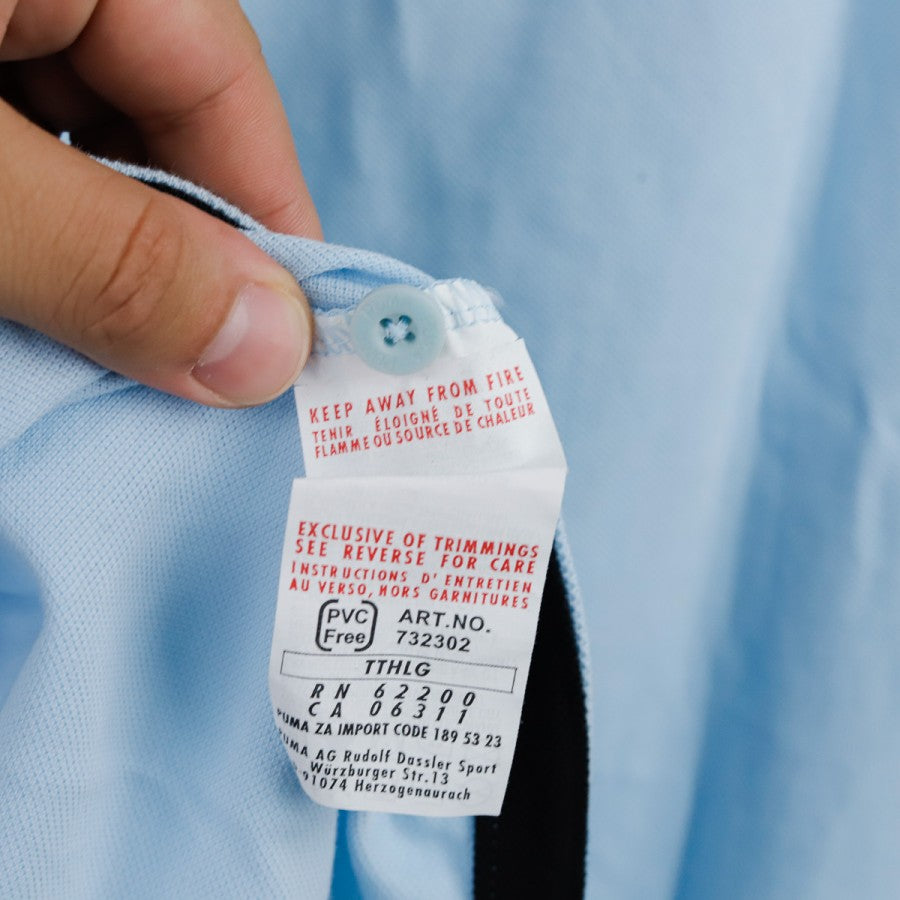 KEEP AWAY FROM FIRE
TENIR ÉLOIGNÉ DE TOUTE
FLAMME OU SOURCE DE CHALEUR
EXCLUSIVE OF TRIMMINGS
SEE REVERSE FOR CARE
INSTRUCTIONS D'ENTRETIEN
AU VERSO, HORS GARNITURES
PVC Free
ART.NO.
732302
TTHLG
RN 62200
CA 06311
PUMA ZA IMPORT CODE 189 53 23
PUMA AG Rudolf Dassler Sport
Würzburger Str.13
91074 Herzogenaurach